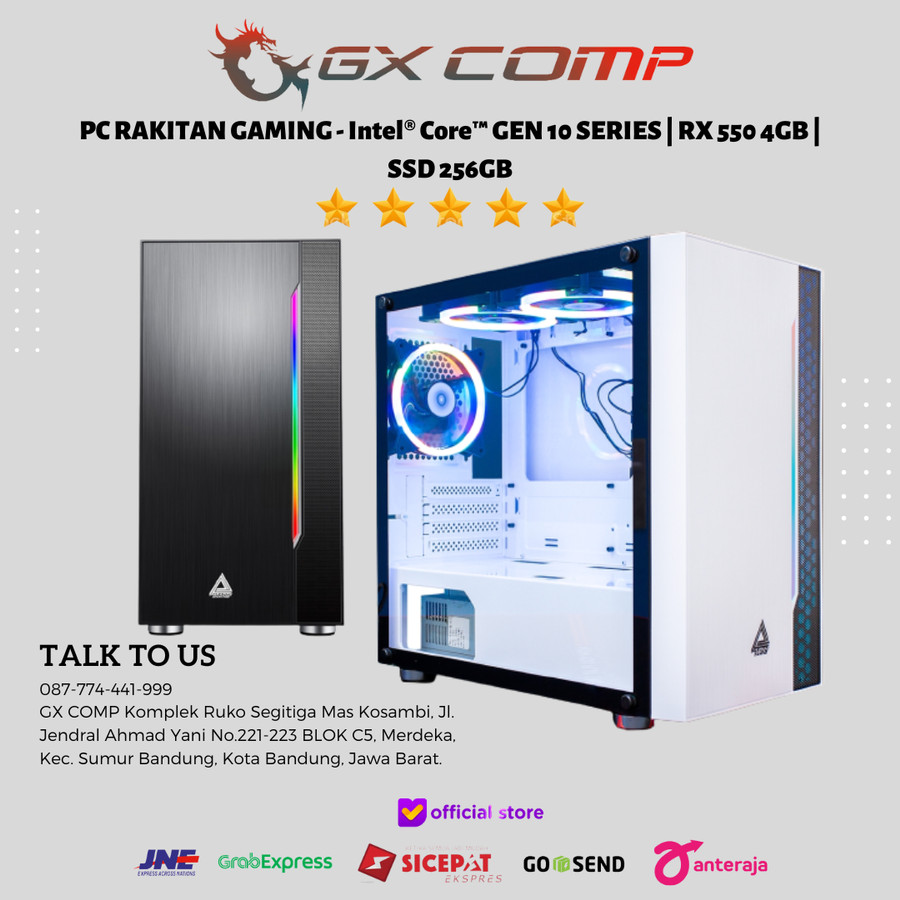 GX COMP
PC RAKITAN GAMING - Intel® Core™ GEN 10 SERIES | RX 550 4GB |
SSD 256GB
TALK TO US
087-774-441-999
GX COMP Komplek Ruko Segitiga Mas Kosambi, Jl.
Jendral Ahmad Yani No.221-223 BLOK C5, Merdeka,
Kec. Sumur Bandung, Kota Bandung, Jawa Barat.
official store
JNE
EXPRESS ACROSS NATIONS
GrabExpress
SICEPAT
EKSPRES
GO SEND
anteraja